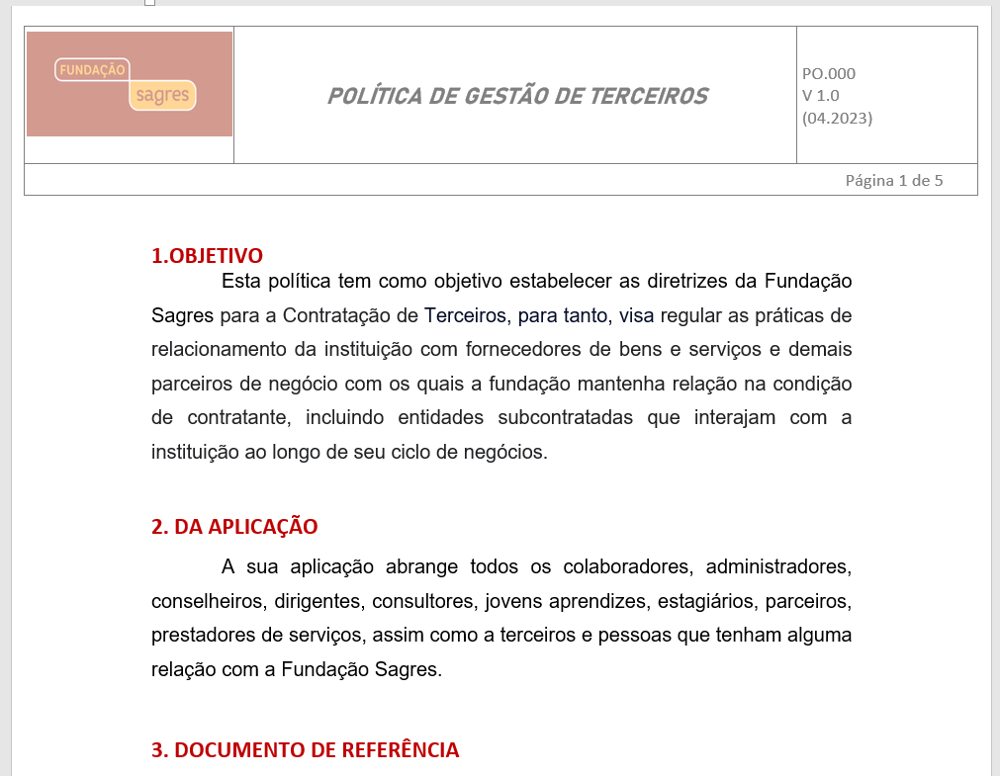 FUNDAÇÃO
sagres
POLÍTICA DE GESTÃO DE TERCEIROS
PO.000
V 1.0
(04.2023)
Página 1 de 5
1.OBJETIVO
Esta política tem como objetivo estabelecer as diretrizes da Fundação
Sagres para a Contratação de Terceiros, para tanto, visa regular as práticas de
relacionamento da instituição com fornecedores de bens e serviços e demais
parceiros de negócio com os quais a fundação mantenha relação na condição
de contratante, incluindo entidades subcontratadas que interajam com a
instituição ao longo de seu ciclo de negócios.
2. DA APLICAÇÃO
A sua aplicação abrange todos os colaboradores, administradores,
conselheiros, dirigentes, consultores, jovens aprendizes, estagiários, parceiros,
prestadores de serviços, assim como a terceiros e pessoas que tenham alguma
relação com a Fundação Sagres.
3. DOCUMENTO DE REFERÊNCIA